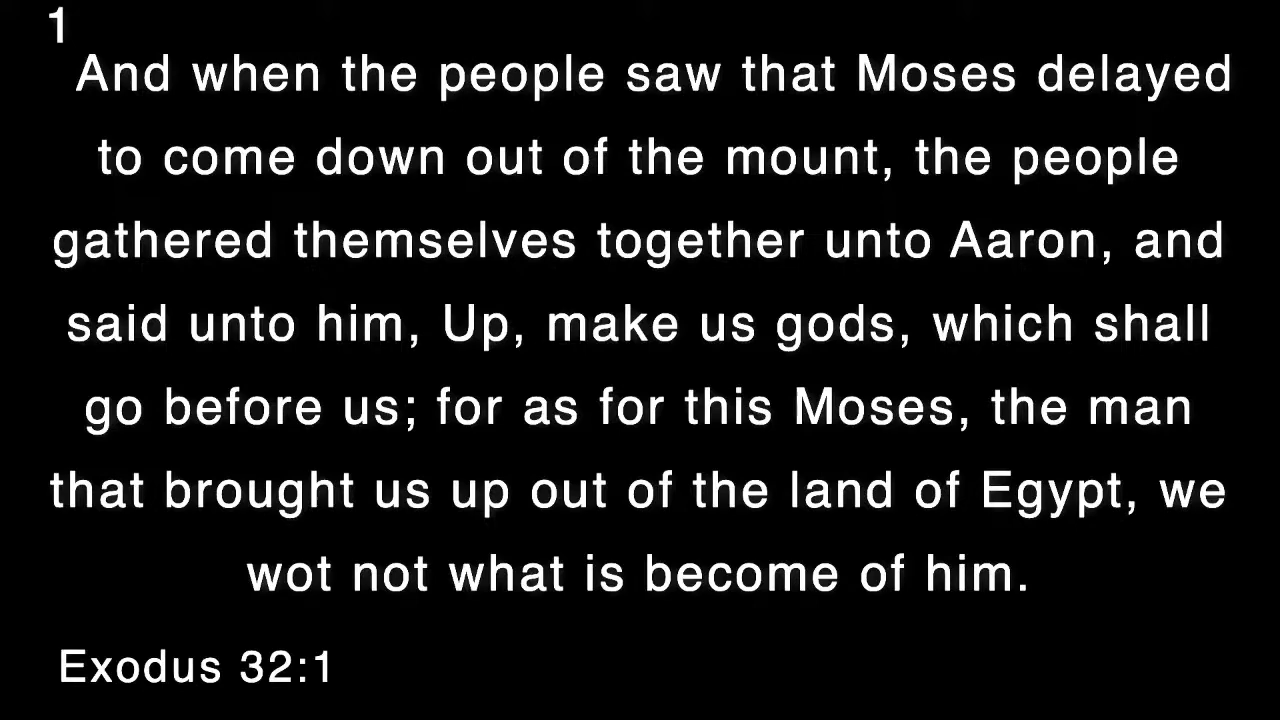 1
And when the people saw that Moses delayed
to come down out of the mount, the people
gathered themselves together unto Aaron, and
said unto him, Up, make us gods, which shall
go before us; for as for this Moses, the man
that brought us up out of the land of Egypt, we
wot not what is become of him.
Exodus 32:1